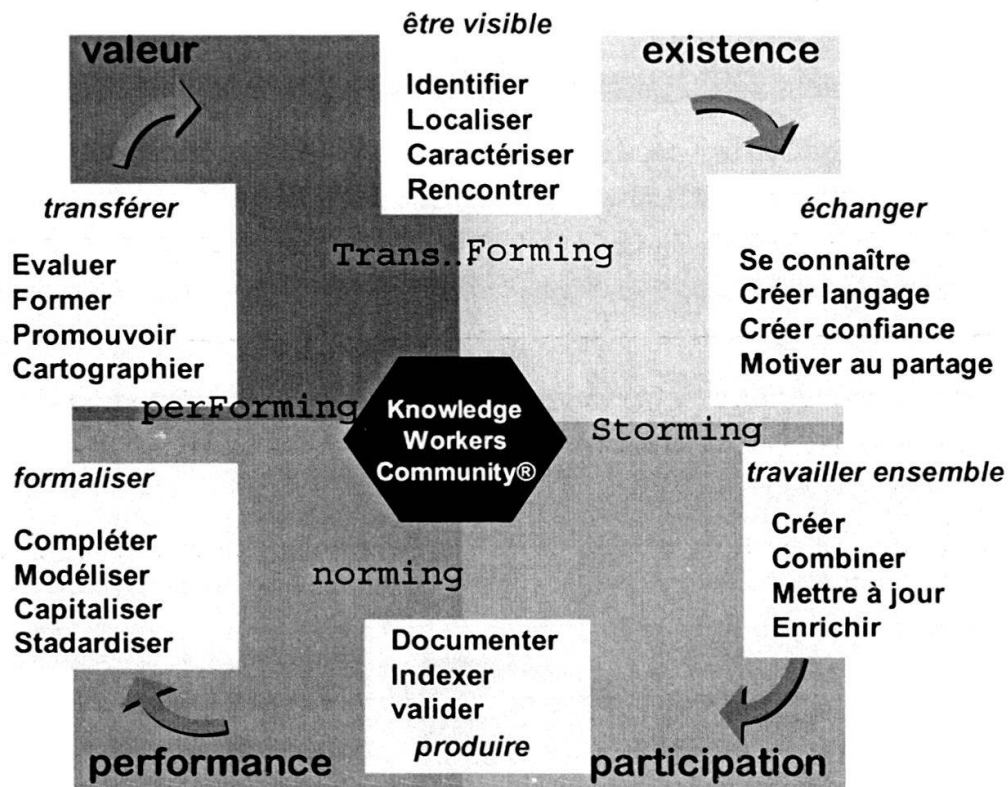 être visible
valeur
existence
Identifier
Localiser
Caractériser
Rencontrer
transférer
Evaluer
Former
Promouvoir
Cartographier
échanger
Se connaître
Créer langage
Créer confiance
Motiver au partage
Trans..Forming
perForming
Knowledge
Workers
Community®
Storming
formaliser
Compléter
Modéliser
Capitaliser
Stadardiser
travailler ensemble
Créer
Combiner
Mettre à jour
Enrichir
norming
Documenter
Indexer
valider
produire
performance
participation